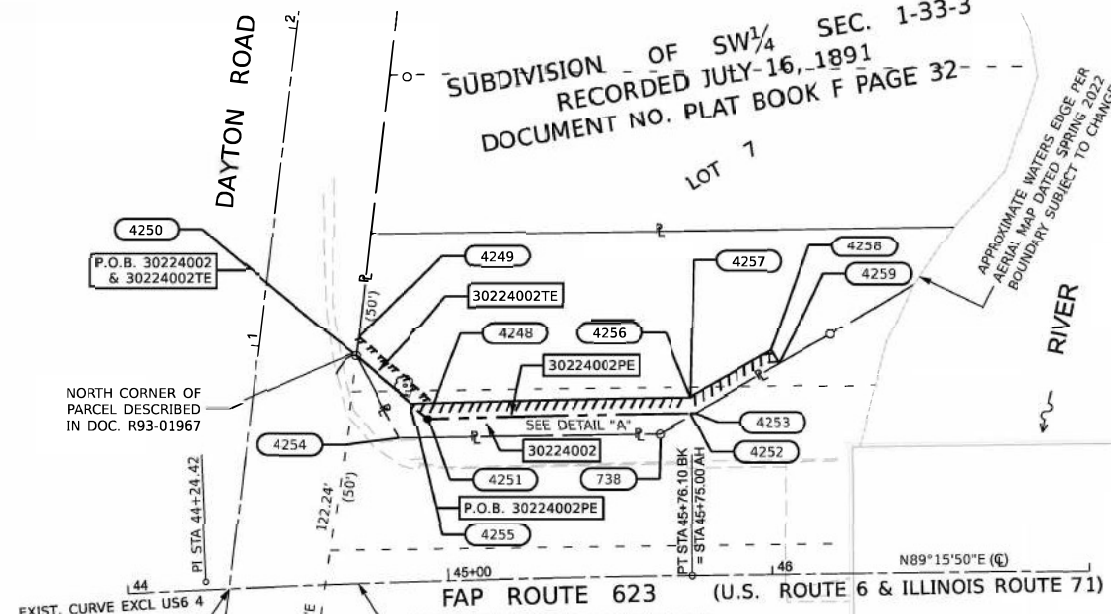 2
DAYTON ROAD
SUBDIVISION OF SW¼ SEC. 1-33-3
RECORDED JULY 16, 1891
DOCUMENT NO. PLAT BOOK F PAGE 32
LOT 7
APPROXIMATE WATERS EDGE PER
AERIAL MAP DATED SPRING 2022
BOUNDARY SUBJECT TO CHANGE
RIVER
4250
P.O.B. 30224002
& 30224002TE
4249
30224002TE
4248
4256
4257
4258
4259
30224002PE
(50')
1
NORTH CORNER OF
PARCEL DESCRIBED
IN DOC. R93-01967
SEE DETAIL "A"
4254
30224002
4253
4252
4251
738
P.O.B. 30224002PE
4255
PI STA 44+24.42
122.24'
(50')
PT STA 45+76.10 BK
= STA 45+75.00 AH
44
45+00
46
N89°15'50"E (℄)
EXIST. CURVE EXCL US6 4
FAP ROUTE 623 (U.S. ROUTE 6 & ILLINOIS ROUTE 71)